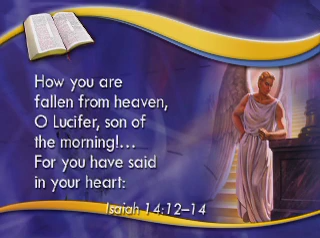 How you are
fallen from heaven,
O Lucifer, son of
the morning!...
For you have said
in your heart:
Isaiah 14:12–14